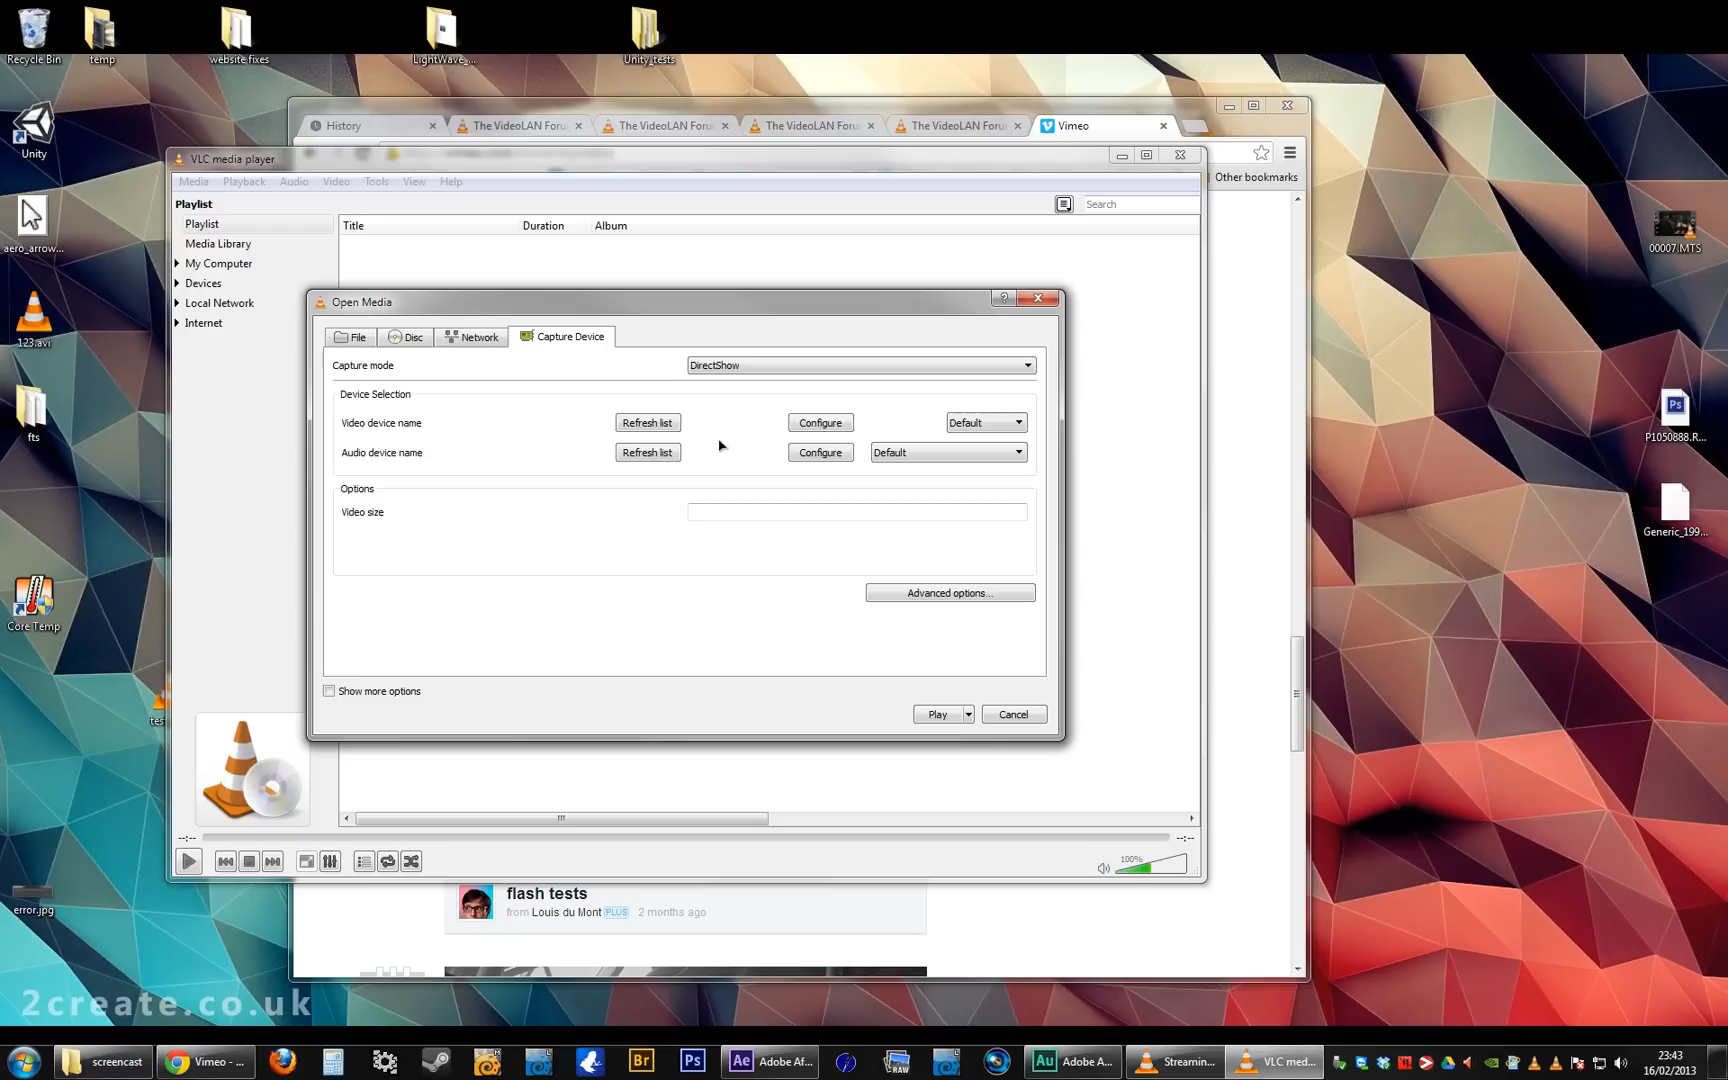 Recycle Bin
temp
website fixes
LightWave_...
Unity_tests
Unity
aero_arrow...
123.avi
fts
Core Temp
error.jpg
00007.MTS
P1050888.R...
Generic_199...
History
The VideoLAN Foru
The VideoLAN Foru
The VideoLAN Foru
The VideoLAN Foru
Vimeo
Other bookmarks
VLC media player
Media Playback Audio Video Tools View Help
Playlist
Search
Playlist
Media Library
My Computer
Devices
Local Network
Internet
Title Duration Album
Open Media
File Disc Network Capture Device
Capture mode DirectShow
Device Selection
Video device name Refresh list Configure Default
Audio device name Refresh list Configure Default
Options
Video size
Advanced options...
Show more options
Play Cancel
--:-- --:--
100%
flash tests
from Louis du Mont PLUS 2 months ago
2create.co.uk
screencast
Vimeo - ...
Br
Ps
Ae Adobe Af...
RAW
Au Adobe A...
Streamin...
VLC med...
23:43
16/02/2013